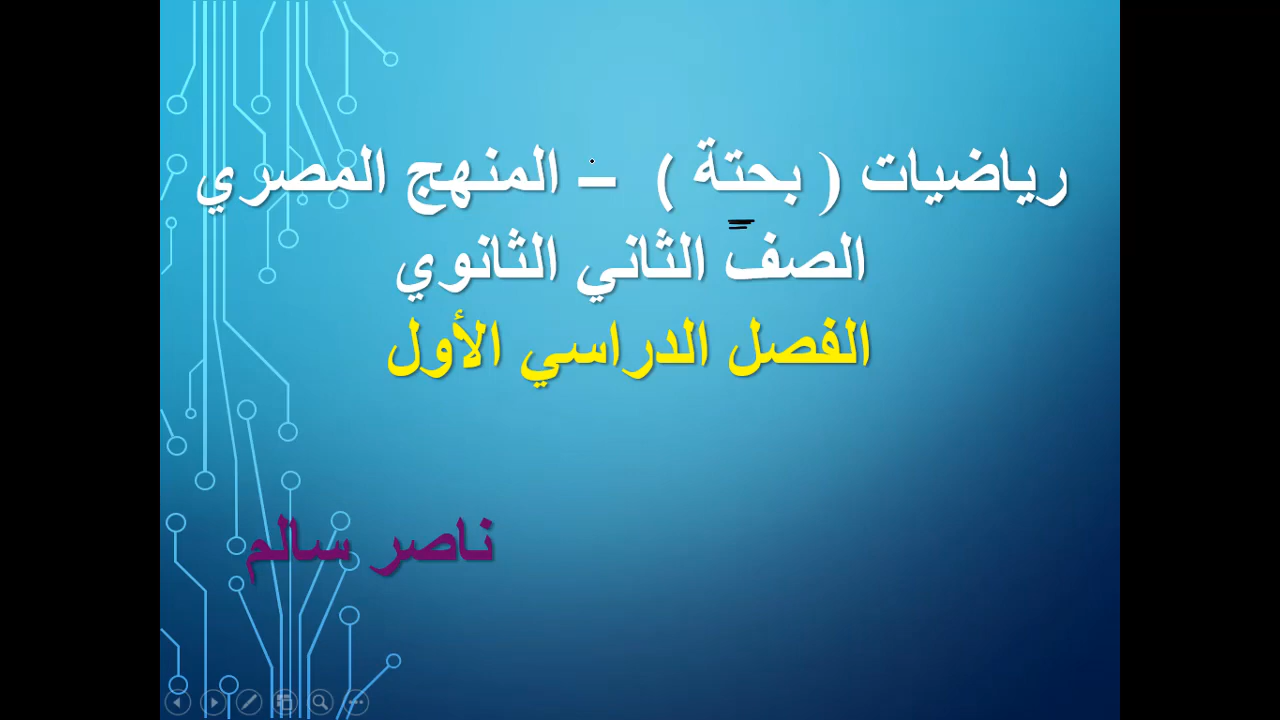 رياضيات ( بحتة ) – المنهج المصري
الصف الثاني الثانوي
الفصل الدراسي الأول
ناصر سالم